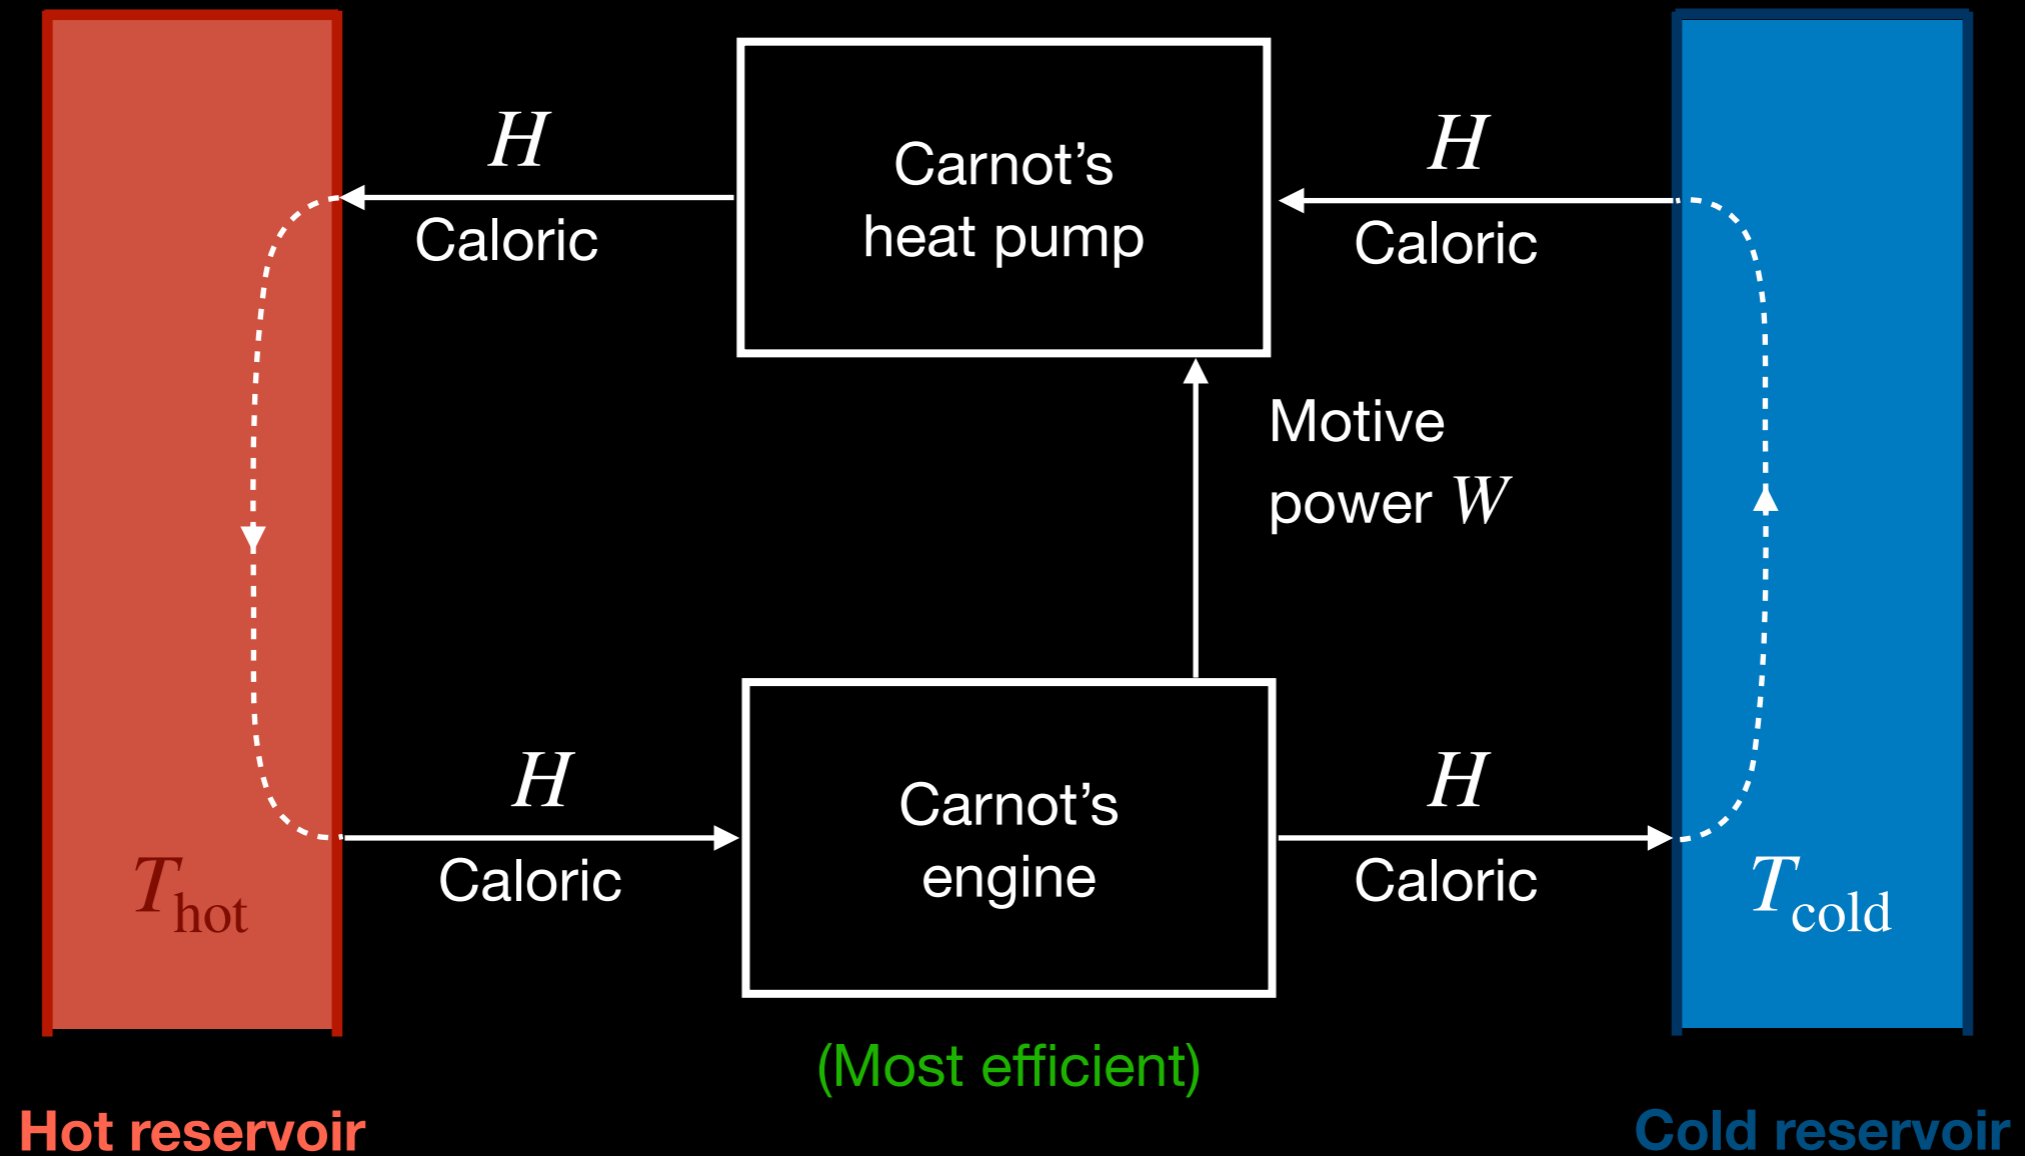 H
Caloric
Carnot’s
heat pump
H
Caloric
Motive
power W
H
Caloric
Carnot’s
engine
H
Caloric
T_hot
T_cold
(Most efficient)
Hot reservoir
Cold reservoir